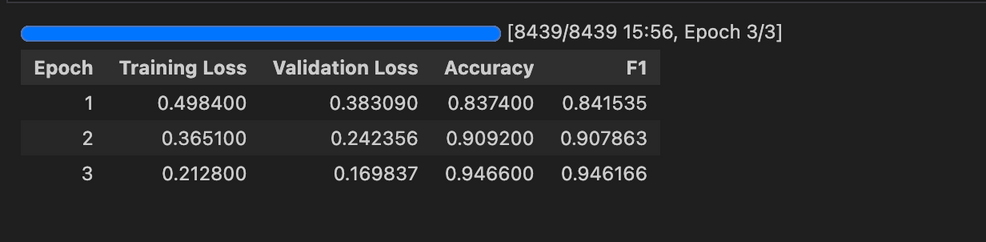 [8439/8439 15:56, Epoch 3/3]
Epoch Training Loss Validation Loss Accuracy F1
1 0.498400 0.383090 0.837400 0.841535
2 0.365100 0.242356 0.909200 0.907863
3 0.212800 0.169837 0.946600 0.946166